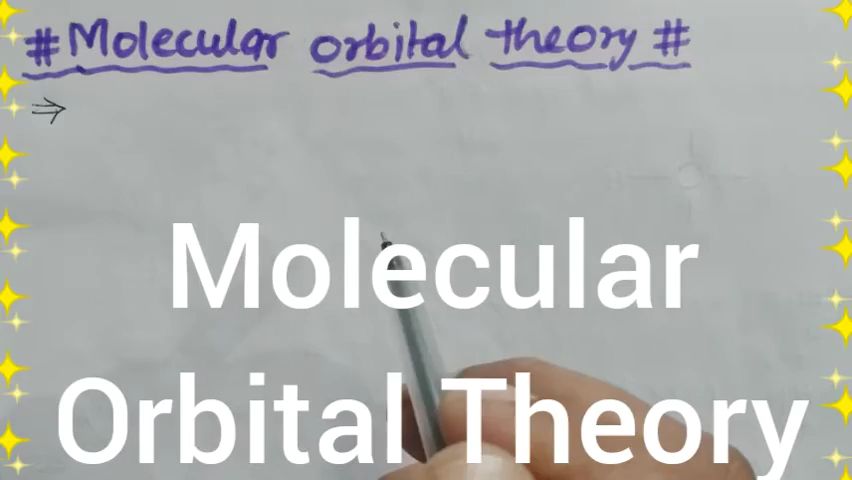 #Molecular orbital theory #
⇒
Molecular
Orbital Theory